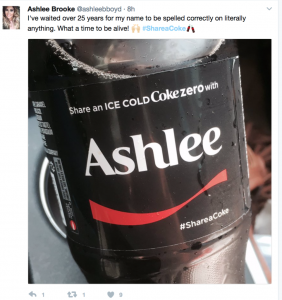 Ashlee Brooke @ashleebboyd · 8h
I've waited over 25 years for my name to be spelled correctly on literally
anything. What a time to be alive! 🙌🏻 #ShareaCoke
Share an ICE COLD Coke zero with
Ashlee
#ShareaCoke
1 1 9